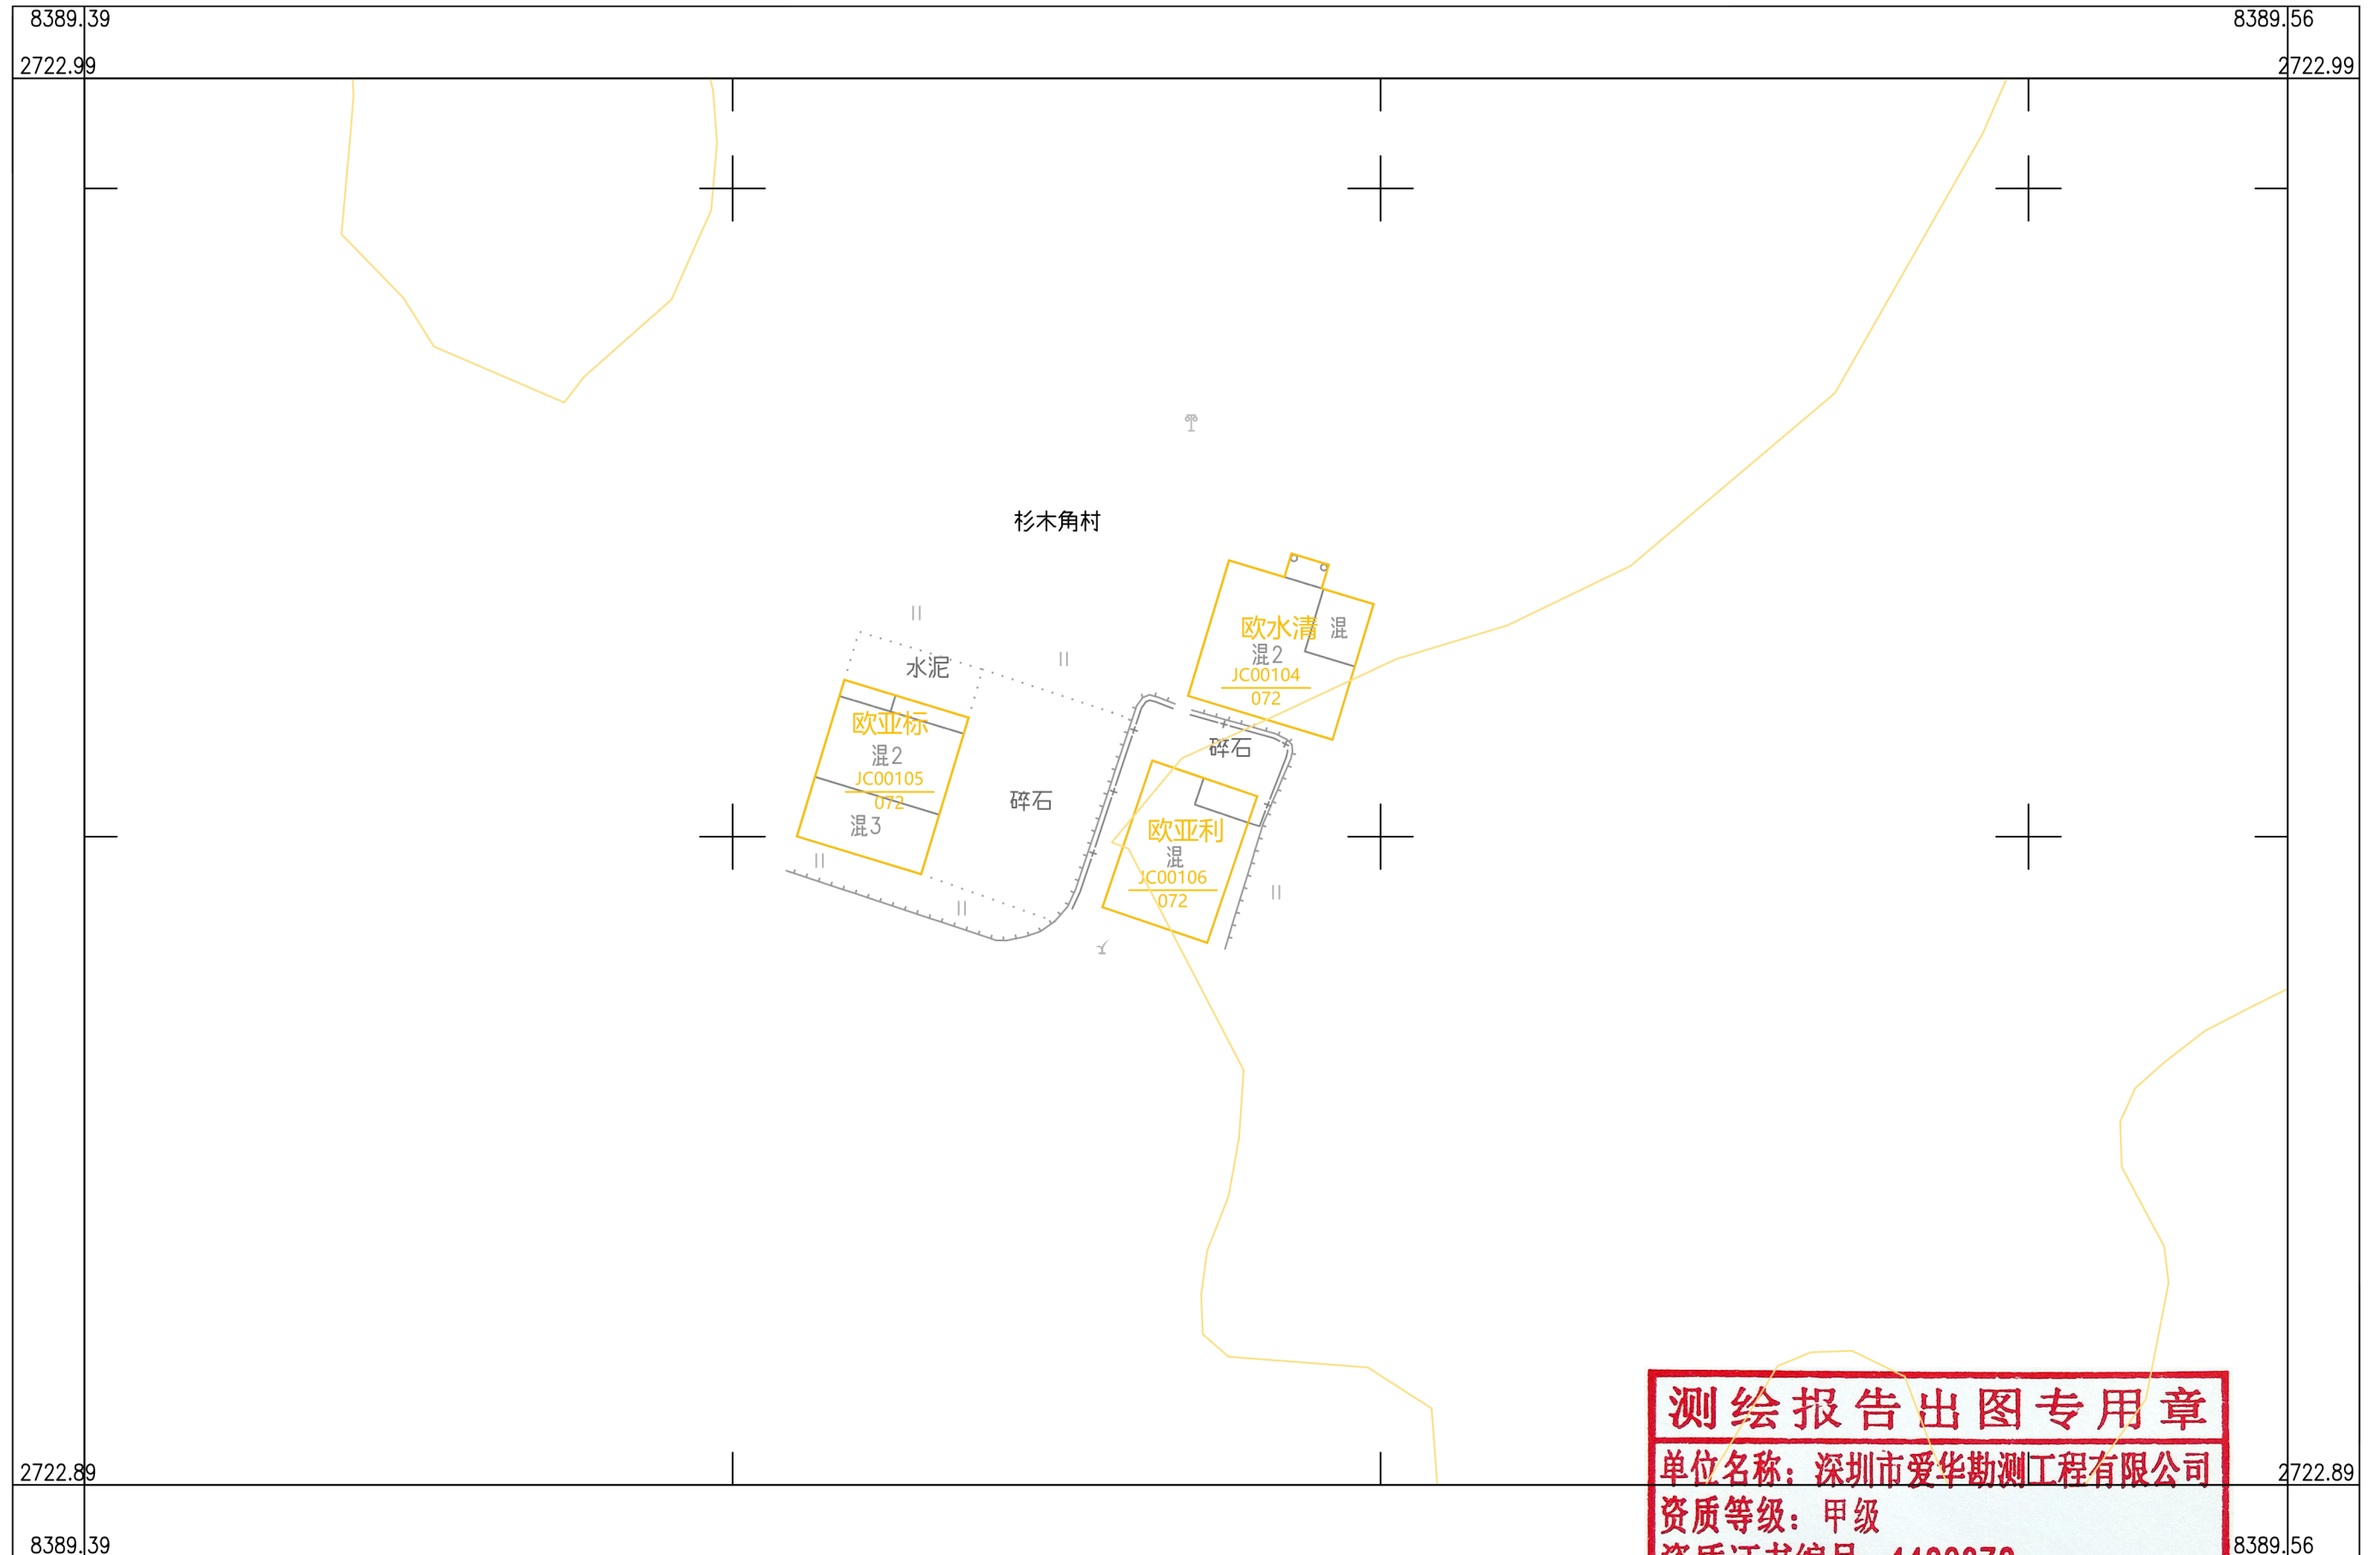 8389.39
8389.56
2722.99
2722.99
杉木角村
欧水清
混
混2
JC00104
072
水泥
欧亚标
混2
JC00105
072
混3
碎石
碎石
欧亚利
混
JC00106
072
测绘报告出图专用章
单位名称：深圳市爱华勘测工程有限公司
2722.89
2722.89
资质等级：甲级
8389.39
8389.56